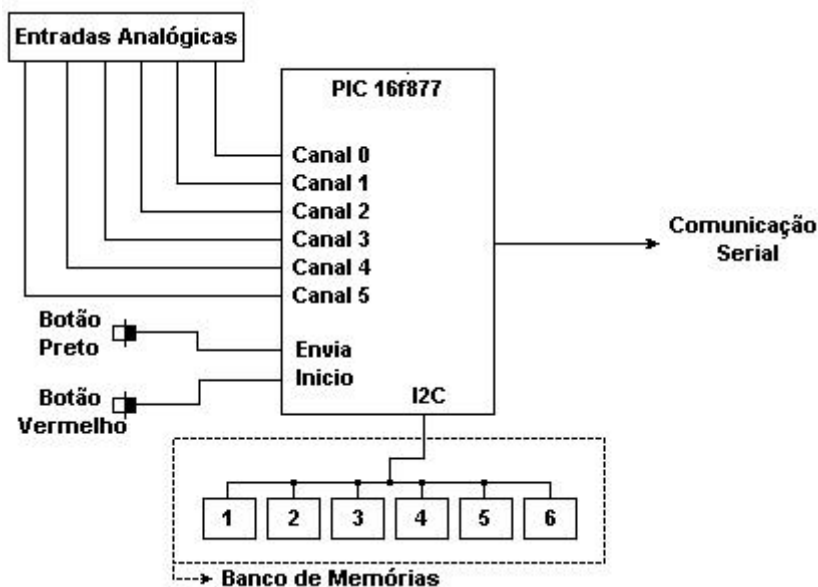 Entradas Analógicas
PIC 16f877
Canal 0
Canal 1
Canal 2
Canal 3
Canal 4
Canal 5
Comunicação
Serial
Botão
Preto
Envia
Inicio
Botão
Vermelho
I2C
1 2 3 4 5 6
Banco de Memórias